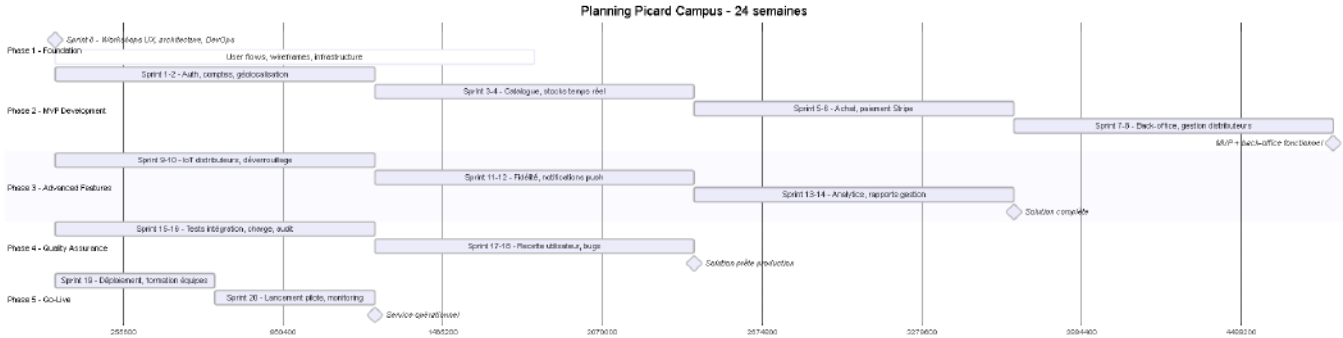 Planning Picard Campus - 24 semaines
Sprint 0 - Workshops UX, architecture, DevOps
Phase 1 - Foundation
User flows, wireframes, infrastructure
Sprint 1-2 - Auth, comptes, géolocalisation
Sprint 3-4 - Catalogue, stocks temps réel
Phase 2 - MVP Development
Sprint 5-6 - Achat, paiement Stripe
Sprint 7-8 - Back-office, gestion distributeurs
MVP + back-office fonctionnel
Sprint 9-10 - IoT distributeurs, déverrouillage
Sprint 11-12 - Fidélité, notifications push
Phase 3 - Advanced Features
Sprint 13-14 - Analytics, rapports gestion
Solution complète
Sprint 15-16 - Tests intégration, charge, audit
Phase 4 - Quality Assurance
Sprint 17-18 - Recette utilisateur, bugs
Solution prête production
Sprint 19 - Déploiement, formation équipes
Phase 5 - Go-Live
Sprint 20 - Lancement pilote, monitoring
Service opérationnel